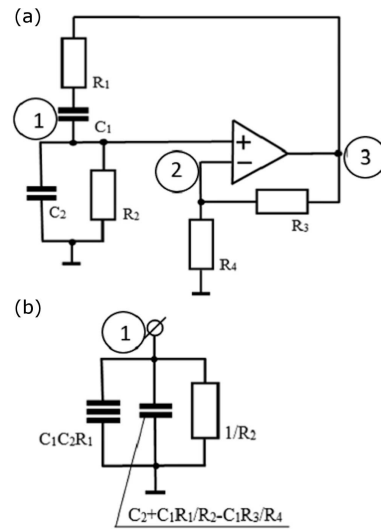 (a)
R₁
1
C₁
+
−
2
3
C₂
R₂
R₃
R₄
(b)
1
C₁C₂R₁
1/R₂
C₂+C₁R₁/R₂-C₁R₃/R₄